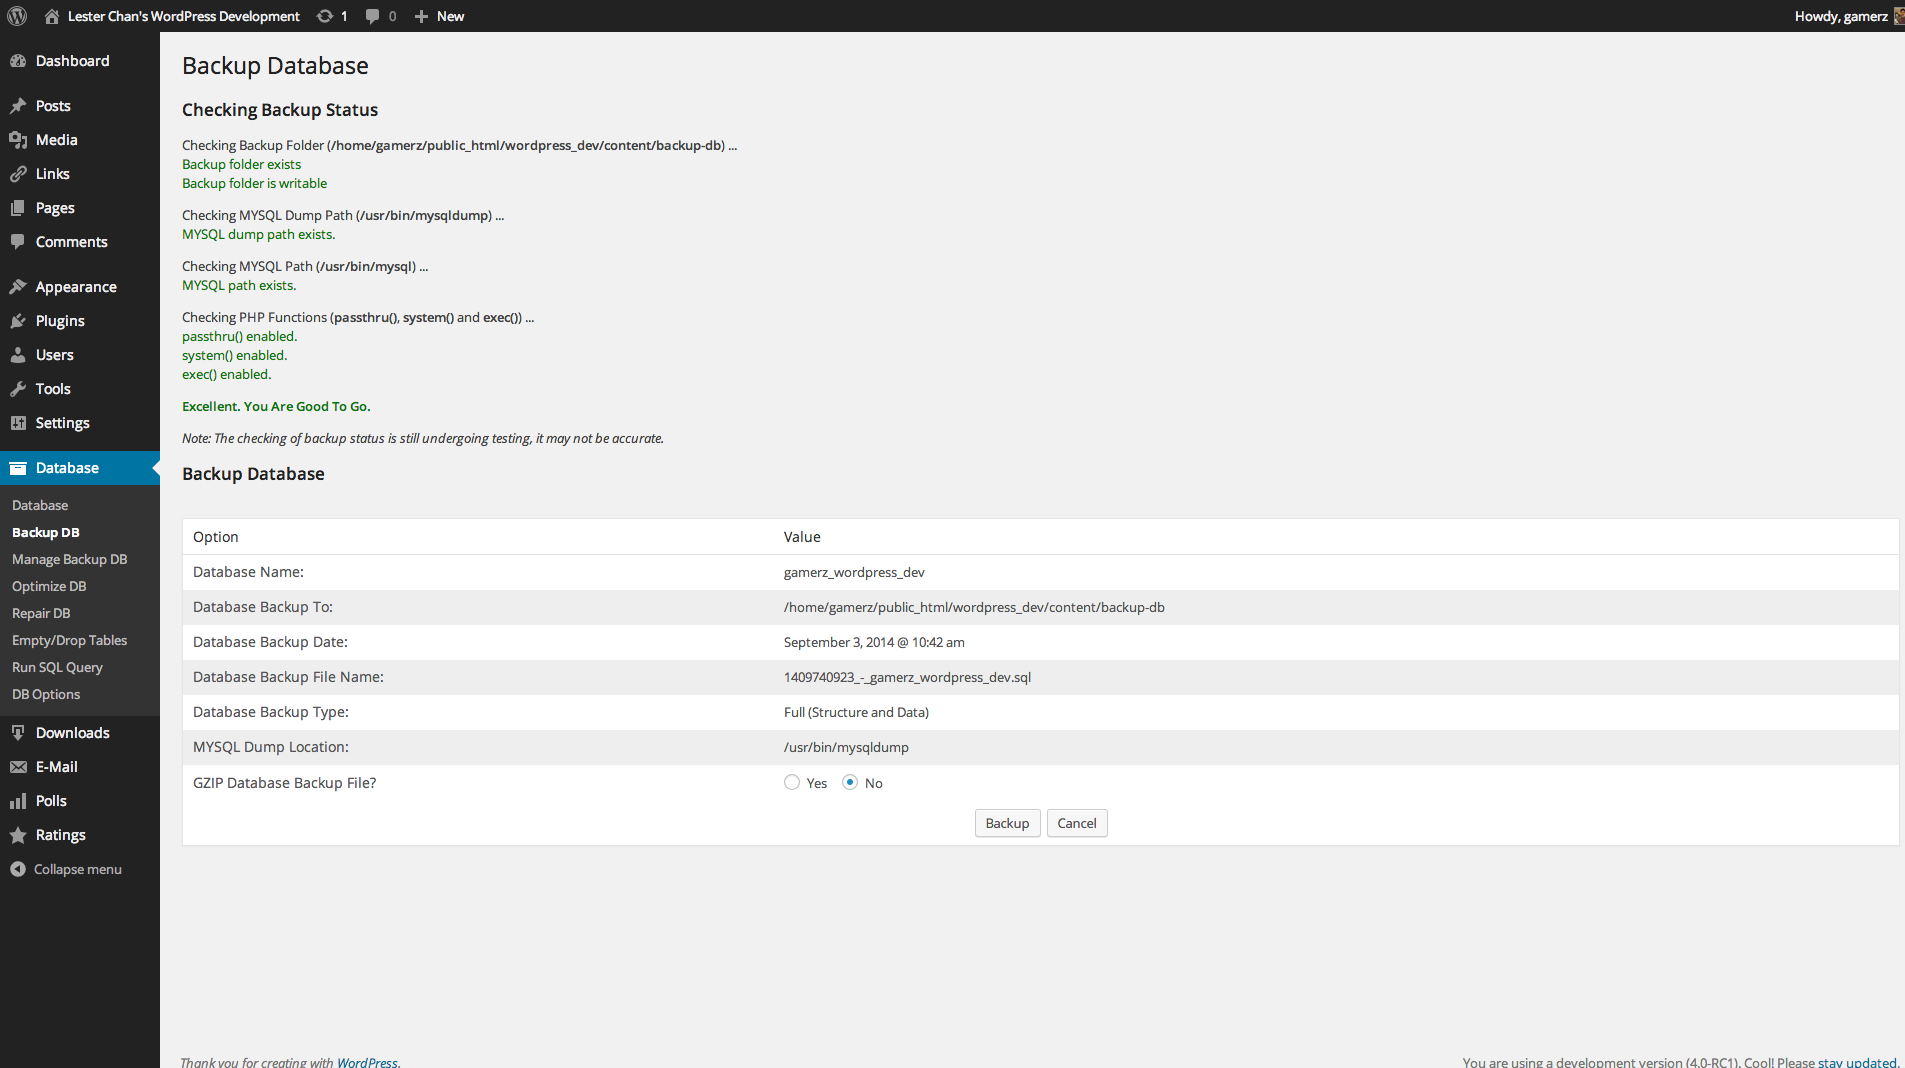 Lester Chan's WordPress Development 1 0 New Howdy, gamerz
Dashboard
Posts
Media
Links
Pages
Comments
Appearance
Plugins
Users
Tools
Settings
Database
Database
Backup DB
Manage Backup DB
Optimize DB
Repair DB
Empty/Drop Tables
Run SQL Query
DB Options
Downloads
E-Mail
Polls
Ratings
Collapse menu
Backup Database
Checking Backup Status
Checking Backup Folder (/home/gamerz/public_html/wordpress_dev/content/backup-db) ...
Backup folder exists
Backup folder is writable
Checking MYSQL Dump Path (/usr/bin/mysqldump) ...
MYSQL dump path exists.
Checking MYSQL Path (/usr/bin/mysql) ...
MYSQL path exists.
Checking PHP Functions (passthru(), system() and exec()) ...
passthru() enabled.
system() enabled.
exec() enabled.
Excellent. You Are Good To Go.
Note: The checking of backup status is still undergoing testing, it may not be accurate.
Backup Database
Option Value
Database Name: gamerz_wordpress_dev
Database Backup To: /home/gamerz/public_html/wordpress_dev/content/backup-db
Database Backup Date: September 3, 2014 @ 10:42 am
Database Backup File Name: 1409740923_-_gamerz_wordpress_dev.sql
Database Backup Type: Full (Structure and Data)
MYSQL Dump Location: /usr/bin/mysqldump
GZIP Database Backup File? Yes No
Backup Cancel
Thank you for creating with WordPress. You are using a development version (4.0-RC1). Cool! Please stay updated.